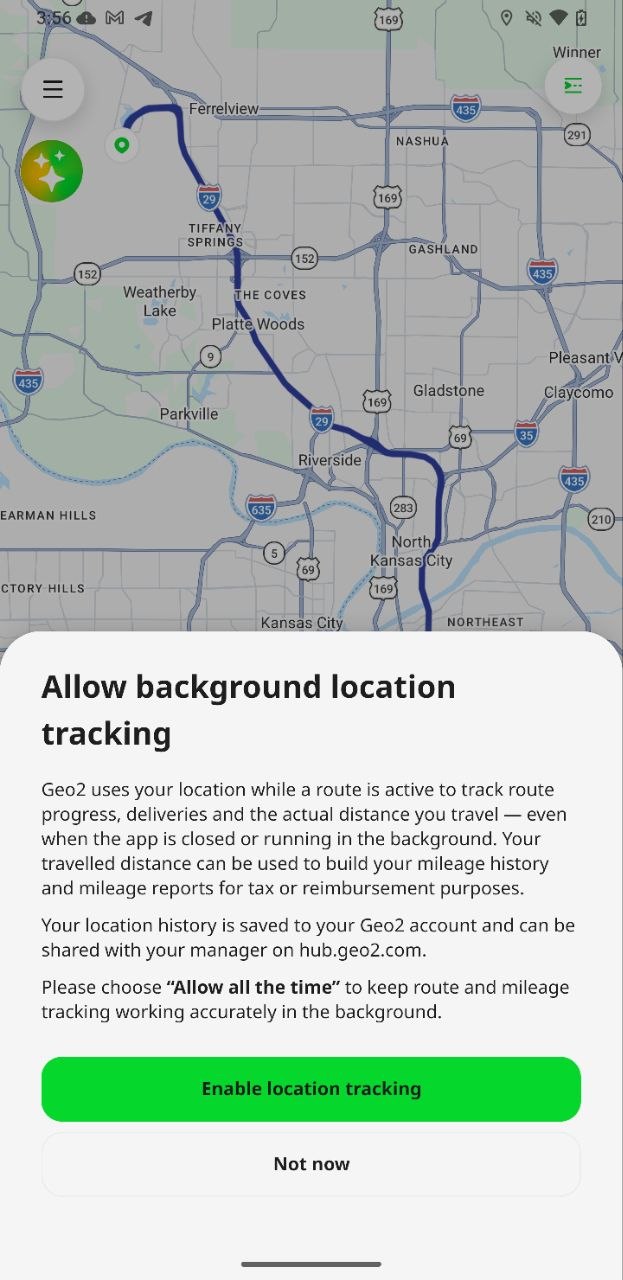 3:56
169
Winner
Ferrelview
435
291
NASHUA
29
169
TIFFANY
SPRINGS
152
152
GASHLAND
435
Weatherby
Lake
THE COVES
Platte Woods
9
Pleasant V
435
169
Gladstone
Claycomo
Parkville
29
69
35
Riverside
435
635
283
EARMAN HILLS
210
North
Kansas City
5
69
169
CTORY HILLS
Kansas City
NORTHEAST
Allow background location
tracking
Geo2 uses your location while a route is active to track route
progress, deliveries and the actual distance you travel — even
when the app is closed or running in the background. Your
travelled distance can be used to build your mileage history
and mileage reports for tax or reimbursement purposes.
Your location history is saved to your Geo2 account and can be
shared with your manager on hub.geo2.com.
Please choose “Allow all the time” to keep route and mileage
tracking working accurately in the background.
Enable location tracking
Not now